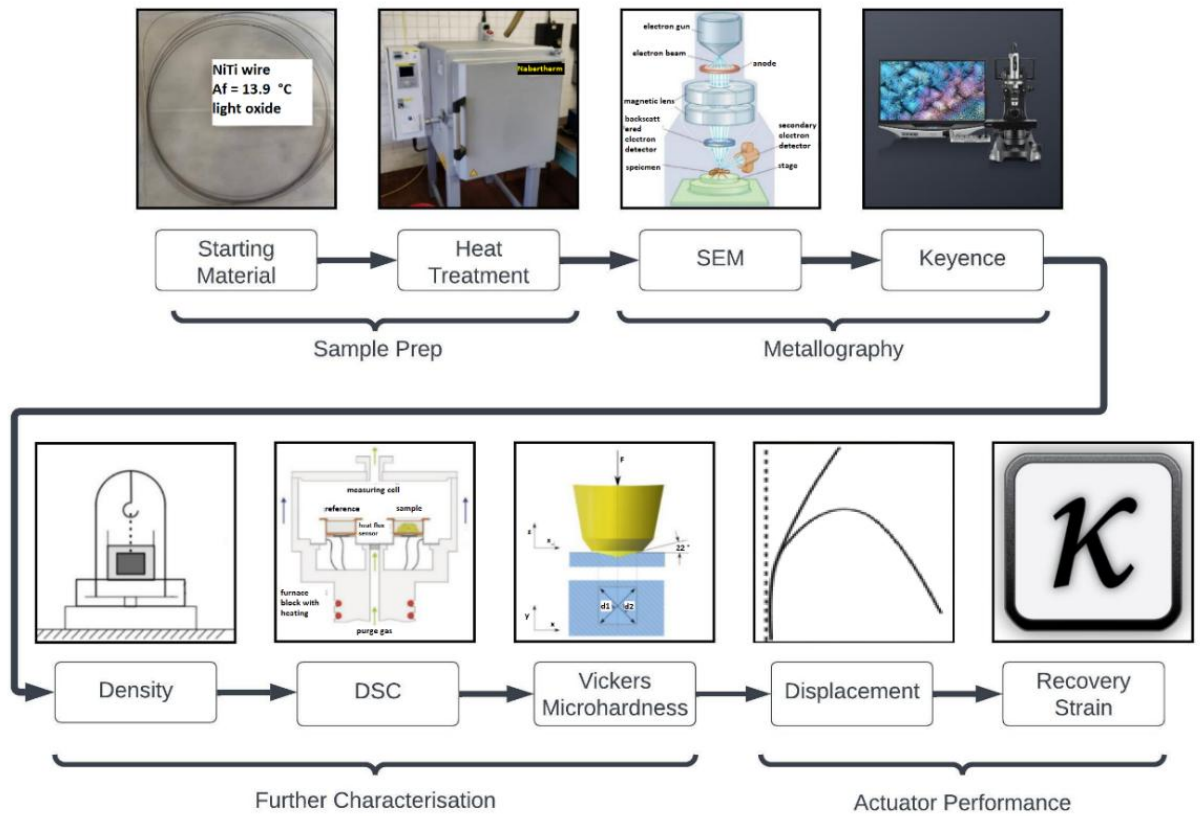 NiTi wire
Af = 13.9 °C
light oxide
Nabertherm
electron gun
electron beam
anode
magnetic lens
backscatt
ered
electron
detector
secondary
electron
detector
speicmen
stage
Starting
Material
Heat
Treatment
SEM
Keyence
Sample Prep
Metallography
measuring cell
reference
sample
heat flux
sensor
furnace
block with
heating
purge gas
F
z
x
22 °
d1
d2
y
x
κ
Density
DSC
Vickers
Microhardness
Displacement
Recovery
Strain
Further Characterisation
Actuator Performance